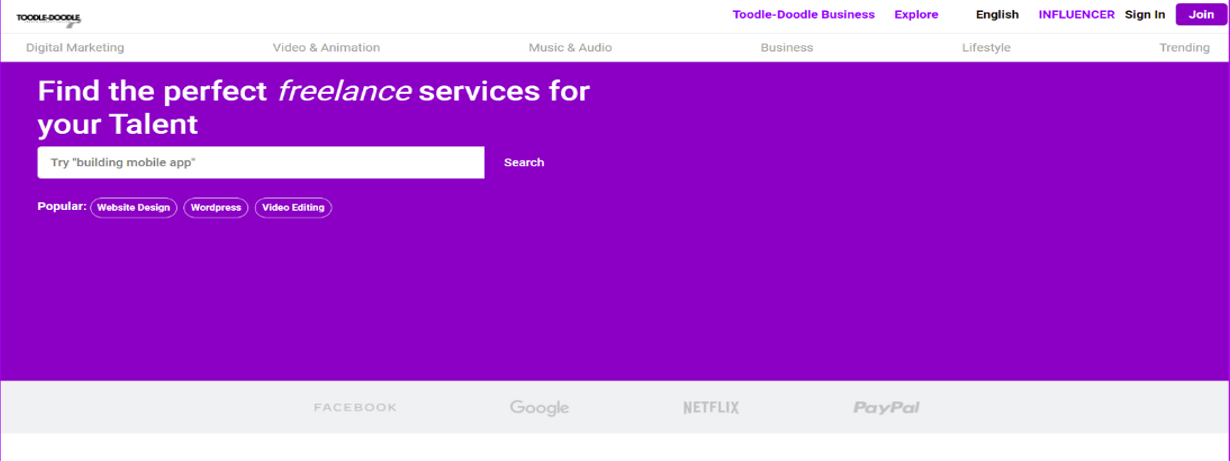 TOODLE-DOODLE
Toodle-Doodle Business Explore English INFLUENCER Sign In Join
Digital Marketing Video & Animation Music & Audio Business Lifestyle Trending
Find the perfect freelance services for
your Talent
Try "building mobile app" Search
Popular: Website Design Wordpress Video Editing
FACEBOOK Google NETFLIX PayPal